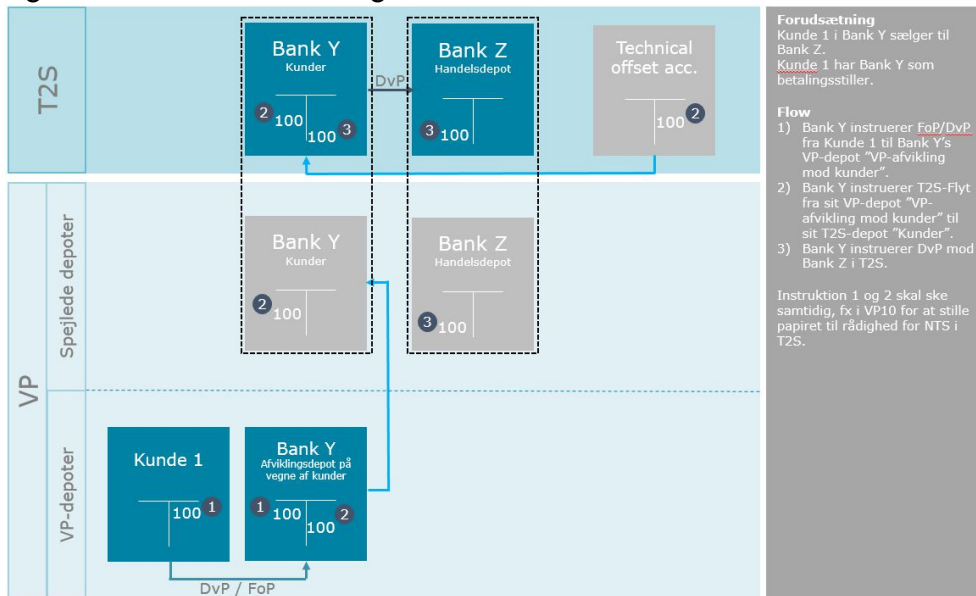 T2S
Bank Y
Kunder
2
100
100
3
DvP
Bank Z
Handelsdepot
3
100
Technical
offset acc.
100
2
VP
Spejlede depoter
Bank Y
Kunder
2
100
Bank Z
Handelsdepot
3
100
VP-depoter
Kunde 1
100
1
Bank Y
Afviklingsdepot på
vegne af kunder
1
100
100
2
DvP / FoP
Forudsætning
Kunde 1 i Bank Y sælger til
Bank Z.
Kunde 1 har Bank Y som
betalingsstiller.
Flow
1) Bank Y instruerer FoP/DvP
fra Kunde 1 til Bank Y's
VP-depot "VP-afvikling
mod kunder".
2) Bank Y instruerer T2S-Flyt
fra sit VP-depot "VP-
afvikling mod kunder" til
sit T2S-depot "Kunder".
3) Bank Y instruerer DvP mod
Bank Z i T2S.
Instruktion 1 og 2 skal ske
samtidig, fx i VP10 for at stille
papiret til rådighed for NTS i
T2S.